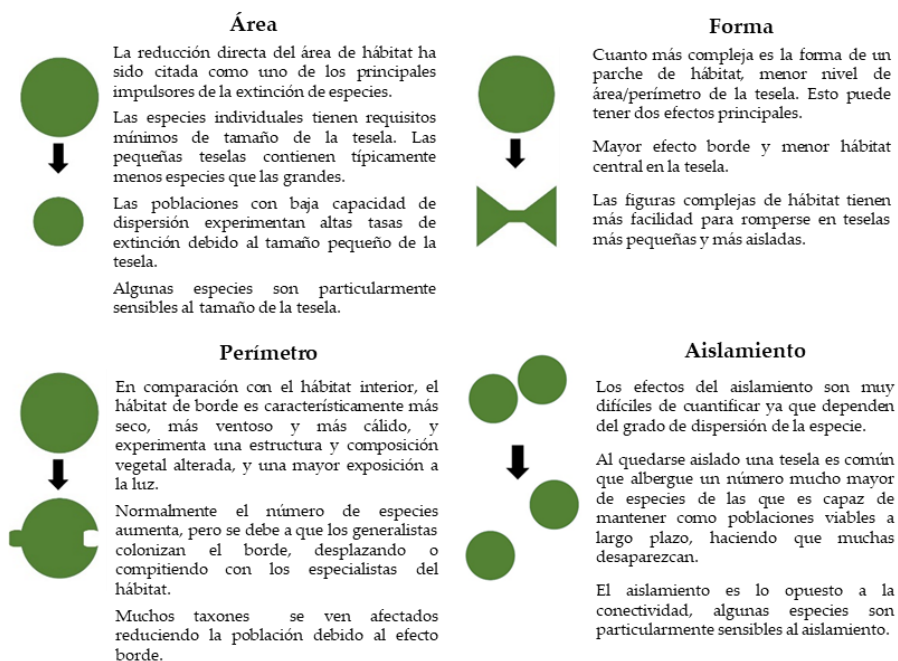 Área
La reducción directa del área de hábitat ha
sido citada como uno de los principales
impulsores de la extinción de especies.
Las especies individuales tienen requisitos
mínimos de tamaño de la tesela. Las
pequeñas teselas contienen típicamente
menos especies que las grandes.
Las poblaciones con baja capacidad de
dispersión experimentan altas tasas de
extinción debido al tamaño pequeño de la
tesela.
Algunas especies son particularmente
sensibles al tamaño de la tesela.
Forma
Cuanto más compleja es la forma de un
parche de hábitat, menor nivel de
área/perímetro de la tesela. Esto puede
tener dos efectos principales.
Mayor efecto borde y menor hábitat
central en la tesela.
Las figuras complejas de hábitat tienen
más facilidad para romperse en teselas
más pequeñas y más aisladas.
Perímetro
En comparación con el hábitat interior, el
hábitat de borde es característicamente más
seco, más ventoso y más cálido, y
experimenta una estructura y composición
vegetal alterada, y una mayor exposición a
la luz.
Normalmente el número de especies
aumenta, pero se debe a que los generalistas
colonizan el borde, desplazando o
compitiendo con los especialistas del
hábitat.
Muchos taxones se ven afectados
reduciendo la población debido al efecto
borde.
Aislamiento
Los efectos del aislamiento son muy
difíciles de cuantificar ya que dependen
del grado de dispersión de la especie.
Al quedarse aislado una tesela es común
que albergue un número mucho mayor
de especies de las que es capaz de
mantener como poblaciones viables a
largo plazo, haciendo que muchas
desaparezcan.
El aislamiento es lo opuesto a la
conectividad, algunas especies son
particularmente sensibles al aislamiento.